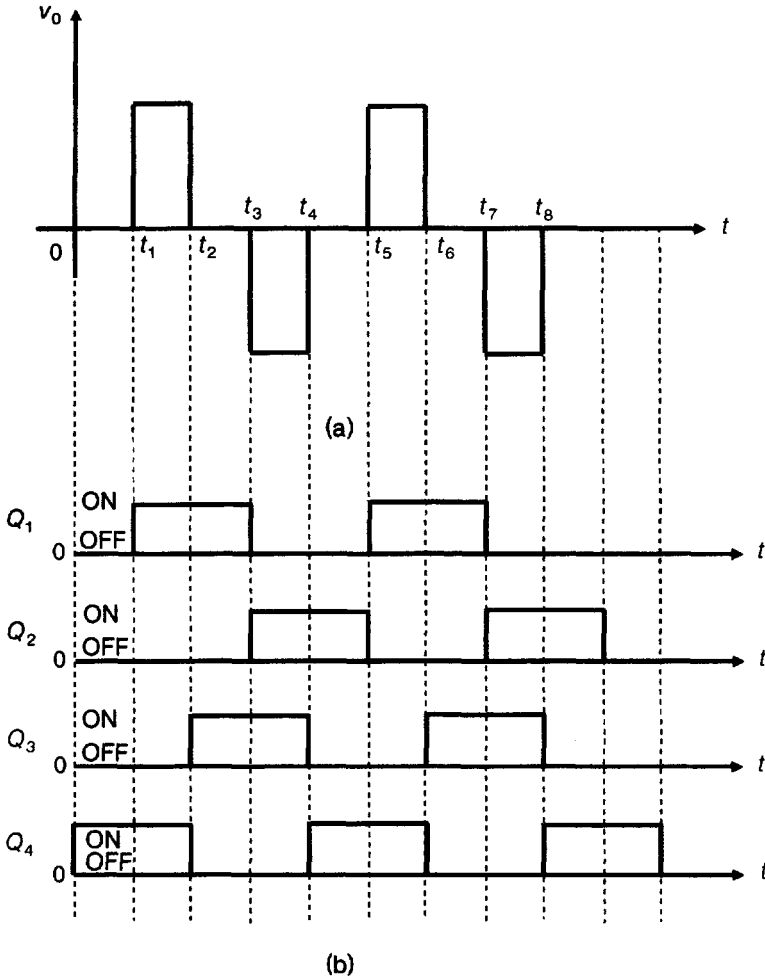 v₀
t₃ t₄ t₇ t₈ t
0 t₁ t₂ t₅ t₆
(a)
ON
Q₁
OFF
0 t
ON
Q₂
OFF
0 t
ON
Q₃
OFF
0 t
Q₄ ON
OFF
0 t
(b)